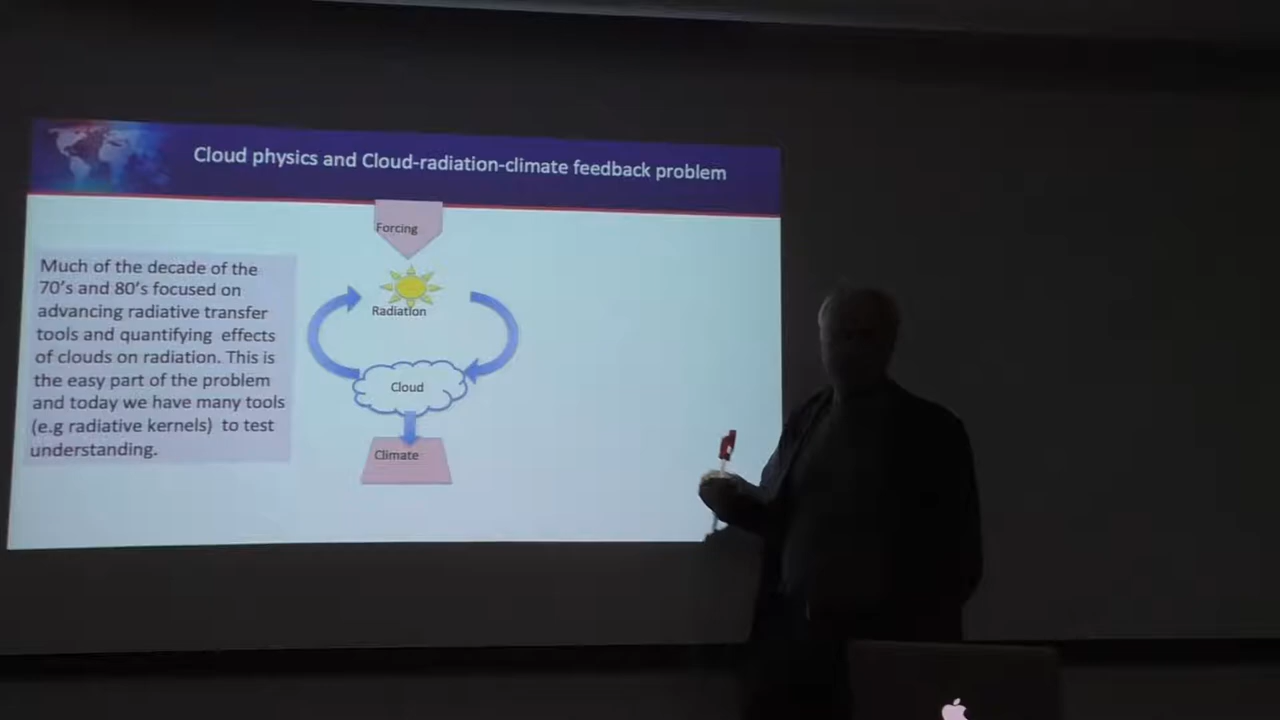 Cloud physics and Cloud-radiation-climate feedback problem
Forcing
Much of the decade of the
70's and 80's focused on
advancing radiative transfer
tools and quantifying effects
of clouds on radiation. This is
the easy part of the problem
and today we have many tools
(e.g radiative kernels) to test
understanding.
Radiation
Cloud
Climate